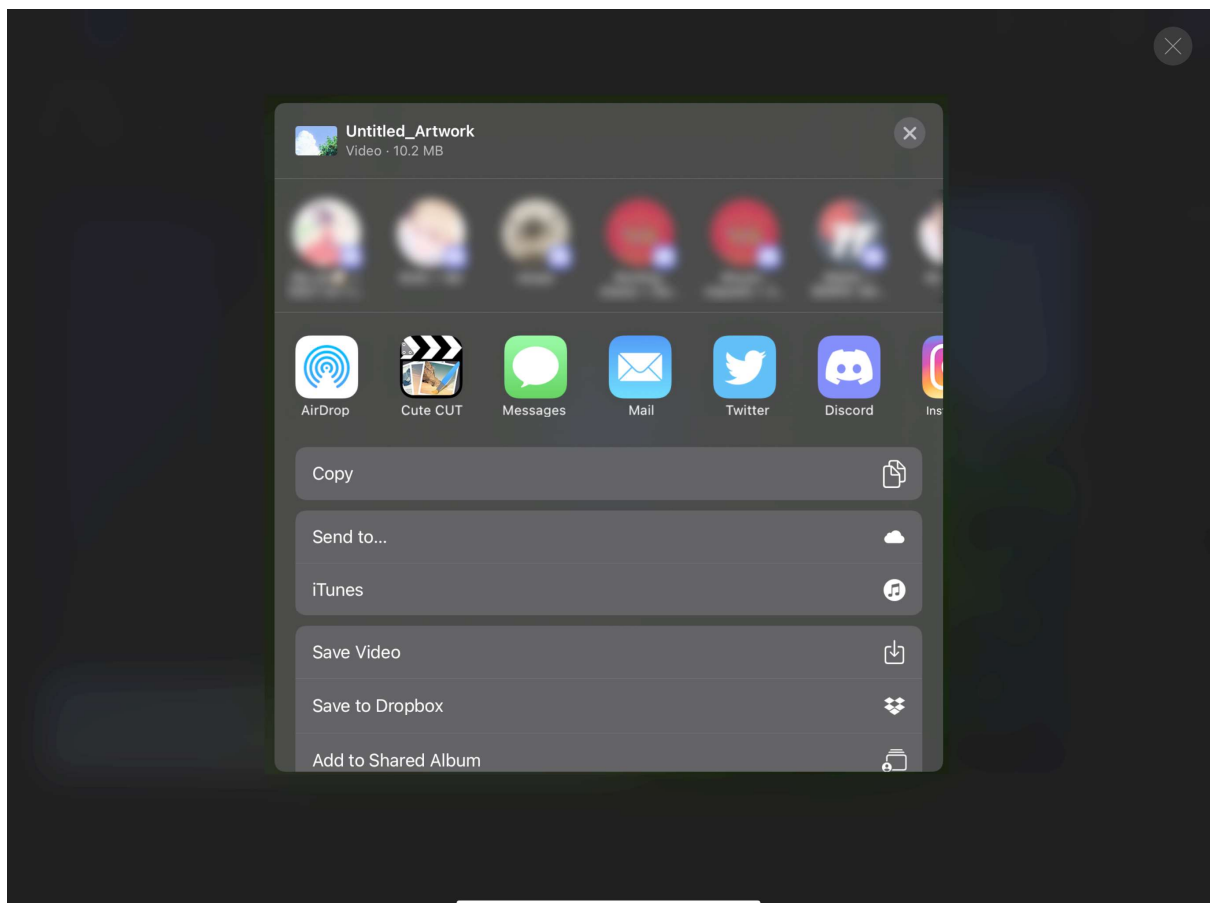 Untitled_Artwork
Video · 10.2 MB
AirDrop
Cute CUT
Messages
Mail
Twitter
Discord
Ins
Copy
Send to...
iTunes
Save Video
Save to Dropbox
Add to Shared Album